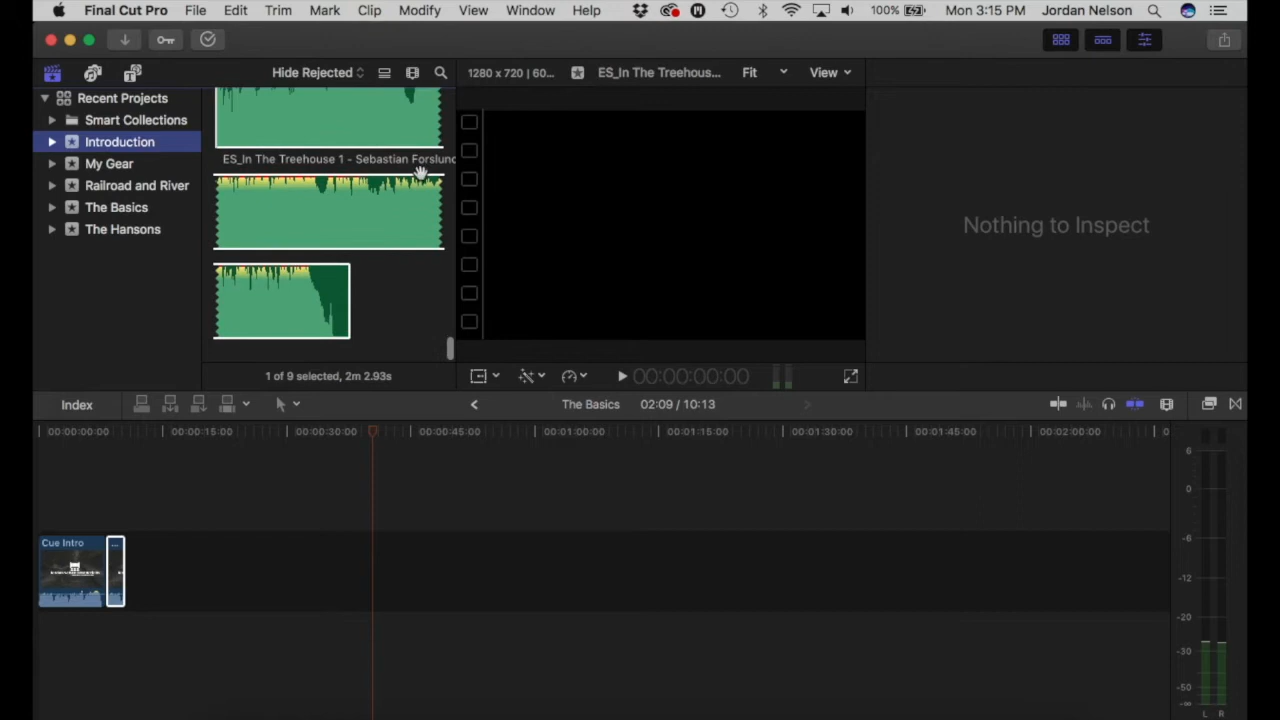 Final Cut Pro File Edit Trim Mark Clip Modify View Window Help 100% Mon 3:15 PM Jordan Nelson
Hide Rejected 1280 x 720 | 60... ES_In The Treehous... Fit View
Recent Projects
Smart Collections
Introduction
My Gear
Railroad and River
The Basics
The Hansons
ES_In The Treehouse 1 - Sebastian Forslund
Nothing to Inspect
1 of 9 selected, 2m 2.93s
00:00:00:00
Index The Basics 02:09 / 10:13
00:00:00:00 00:00:15:00 00:00:30:00 00:00:45:00 00:01:00:00 00:01:15:00 00:01:30:00 00:01:45:00 00:02:00:00 0
Cue Intro ...
6
0
-6
-12
-20
-30
-50
-∞
L R